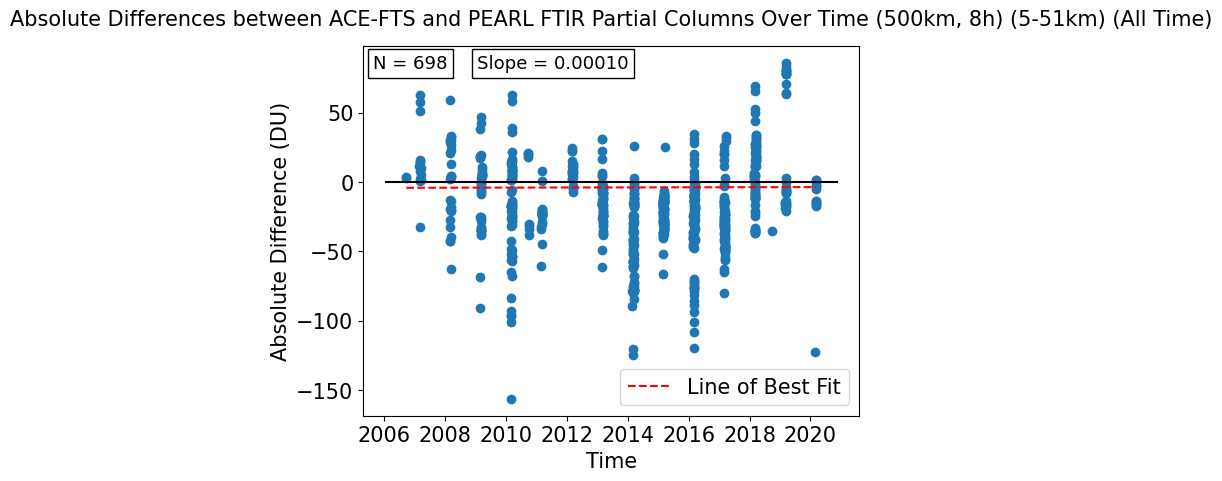 Absolute Differences between ACE-FTS and PEARL FTIR Partial Columns Over Time (500km, 8h) (5-51km) (All Time)
N = 698
Slope = 0.00010
50
0
−50
−100
−150
Absolute Difference (DU)
Line of Best Fit
2006 2008 2010 2012 2014 2016 2018 2020
Time